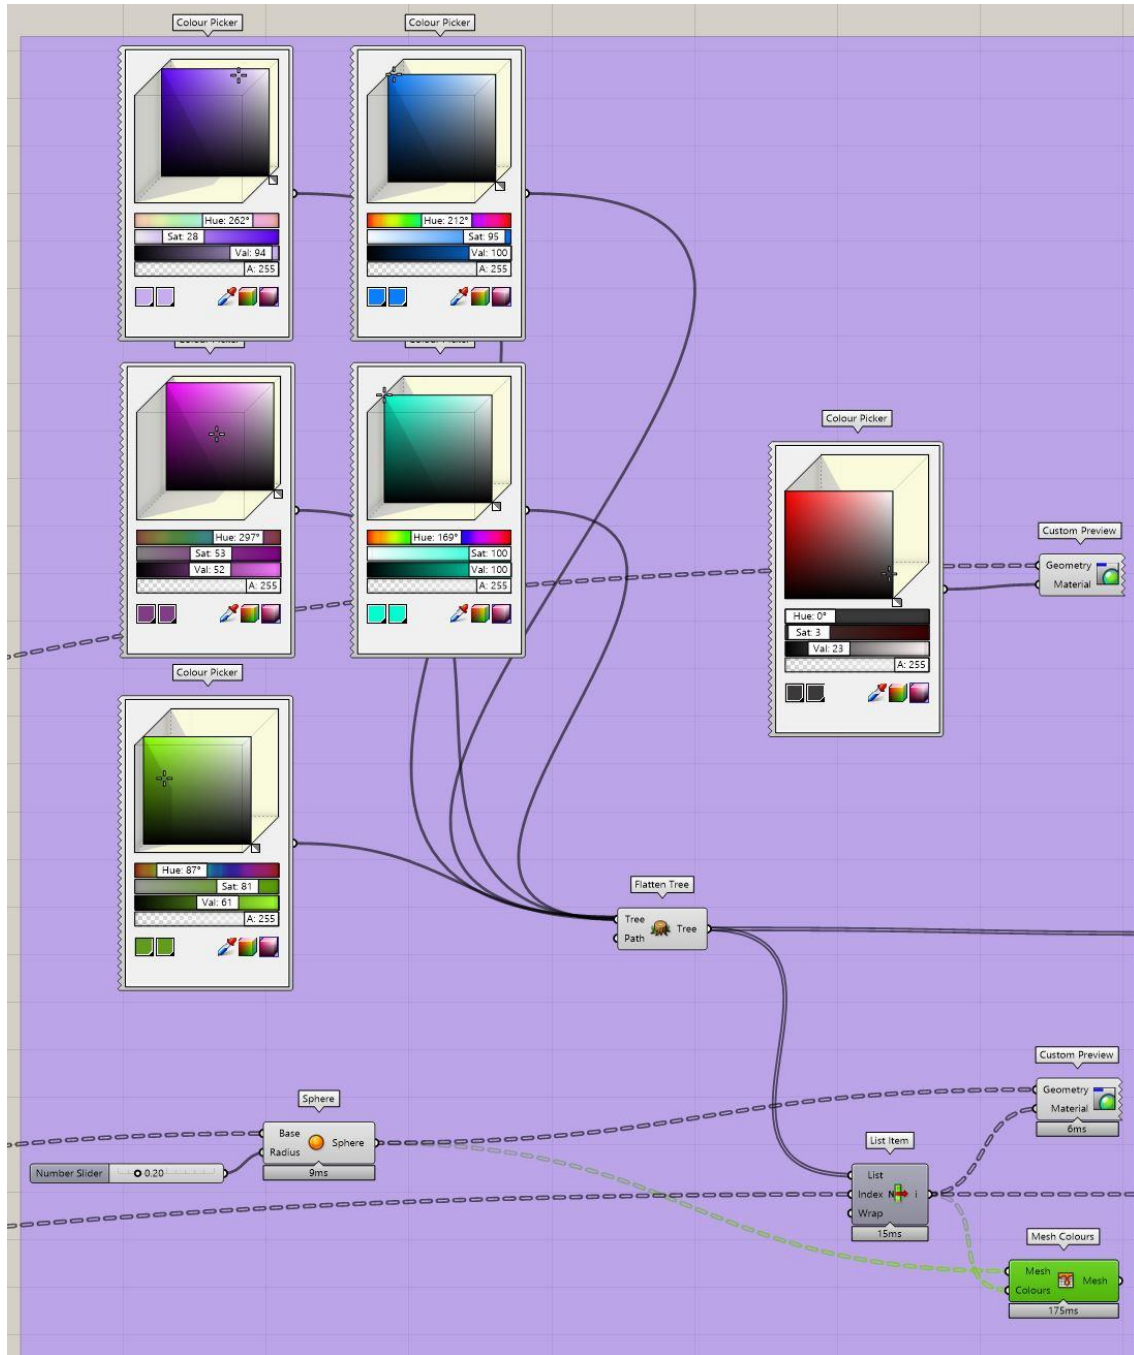 Colour Picker
Hue: 262°
Sat: 28
Val: 94
A: 255
Colour Picker
Hue: 212°
Sat: 95
Val: 100
A: 255
Colour Picker
Hue: 297°
Sat: 53
Val: 52
A: 255
Colour Picker
Hue: 169°
Sat: 100
Val: 100
A: 255
Colour Picker
Hue: 0°
Sat: 3
Val: 23
A: 255
Custom Preview
Geometry
Material
Colour Picker
Hue: 87°
Sat: 81
Val: 61
A: 255
Flatten Tree
Tree Tree
Path
Sphere
Base Sphere
Radius
9ms
Number Slider 0.20
Custom Preview
Geometry
Material
6ms
List Item
List
Index N i
Wrap
15ms
Mesh Colours
Mesh Mesh
Colours
175ms